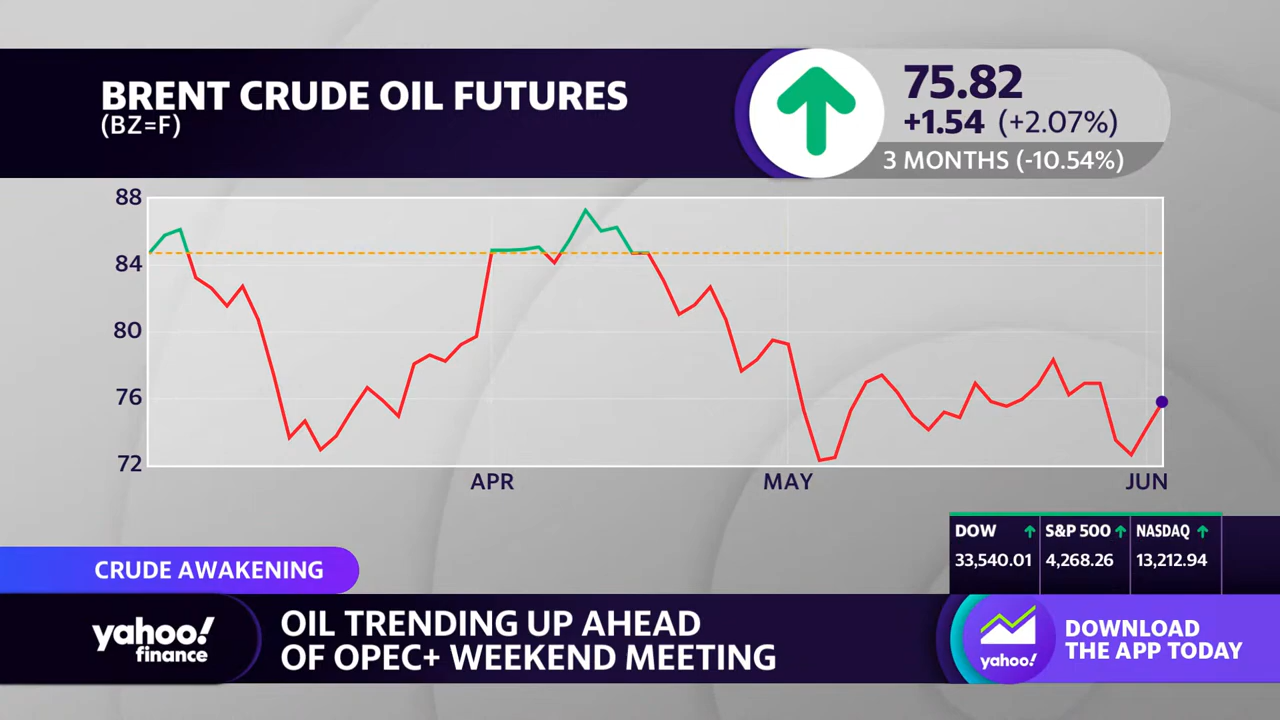 BRENT CRUDE OIL FUTURES
(BZ=F)
75.82
+1.54 (+2.07%)
3 MONTHS (-10.54%)
88
84
80
76
72
APR MAY JUN
DOW S&P 500 NASDAQ
33,540.01 4,268.26 13,212.94
CRUDE AWAKENING
yahoo!
finance
OIL TRENDING UP AHEAD
OF OPEC+ WEEKEND MEETING
yahoo!
DOWNLOAD
THE APP TODAY